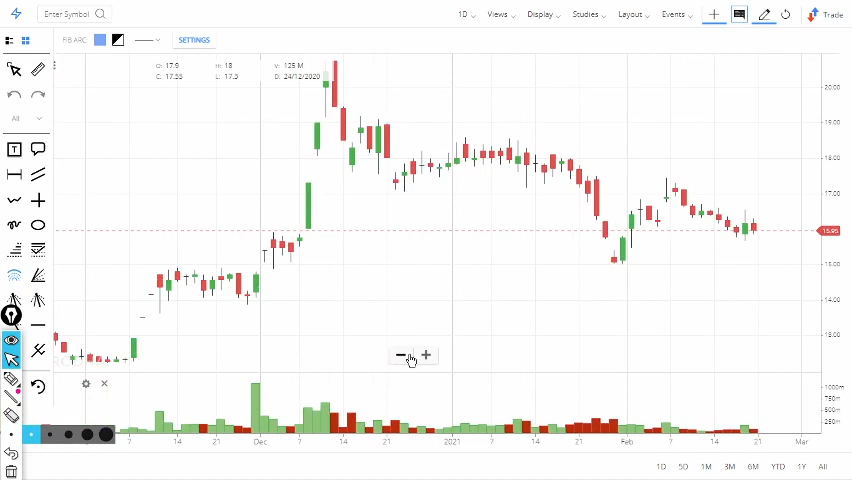 Enter Symbol
1D
Views
Display
Studies
Layout
Events
Trade
FIB ARC
SETTINGS
O: 17.9
H: 18
V: 125 M
C: 17.55
L: 17.3
D: 24/12/2020
All
T
20.00
19.00
18.00
17.00
15.95
15.00
14.00
13.00
1000m
750m
500m
250m
7
14
21
Dec
7
14
21
2021
7
14
21
Feb
7
14
21
Mar
1D
5D
1M
3M
6M
YTD
1Y
All